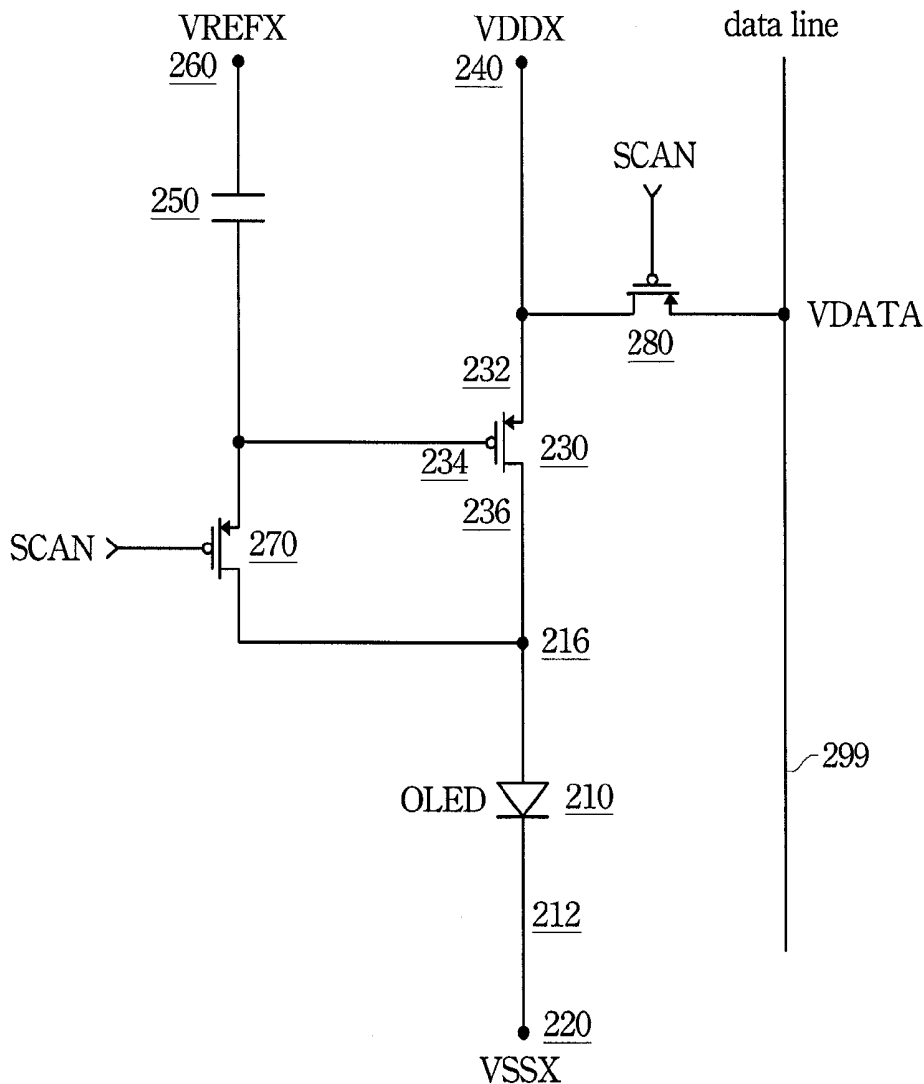 VREFX
VDDX
data line
260
240
SCAN
250
VDATA
280
232
234
230
236
SCAN
270
216
299
OLED
210
212
220
VSSX